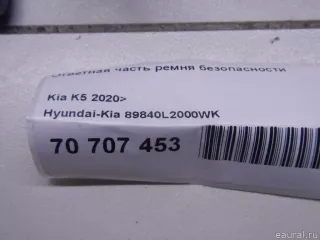 Ответная часть ремня безопасности
Kia K5 2020>
Hyundai-Kia 89840L2000WK
70 707 453
eaural.ru